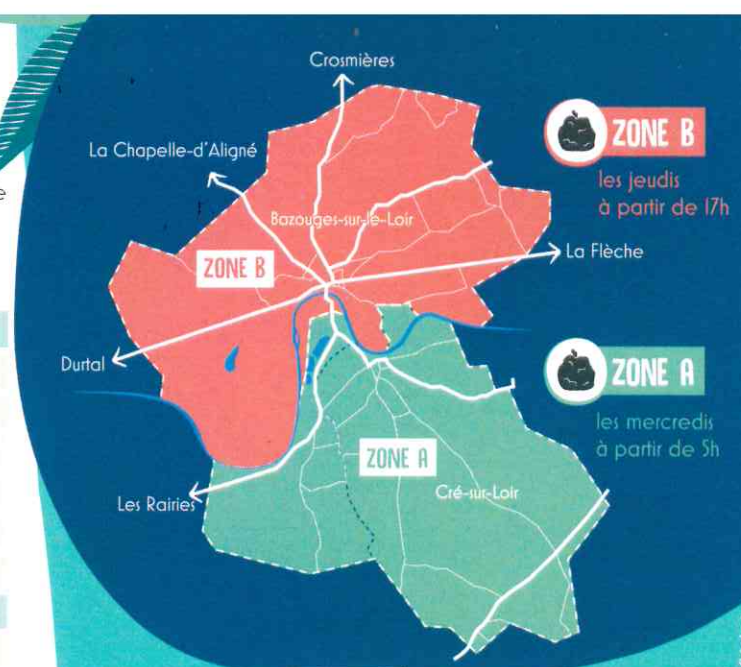 Crosmières
La Chapelle-d'Aligné
ZONE B
les jeudis
à partir de 17h
Bazouges-sur-le-Loir
ZONE B
La Flèche
Durtal
ZONE A
les mercredis
à partir de 5h
ZONE A
Cré-sur-Loir
Les Rairies